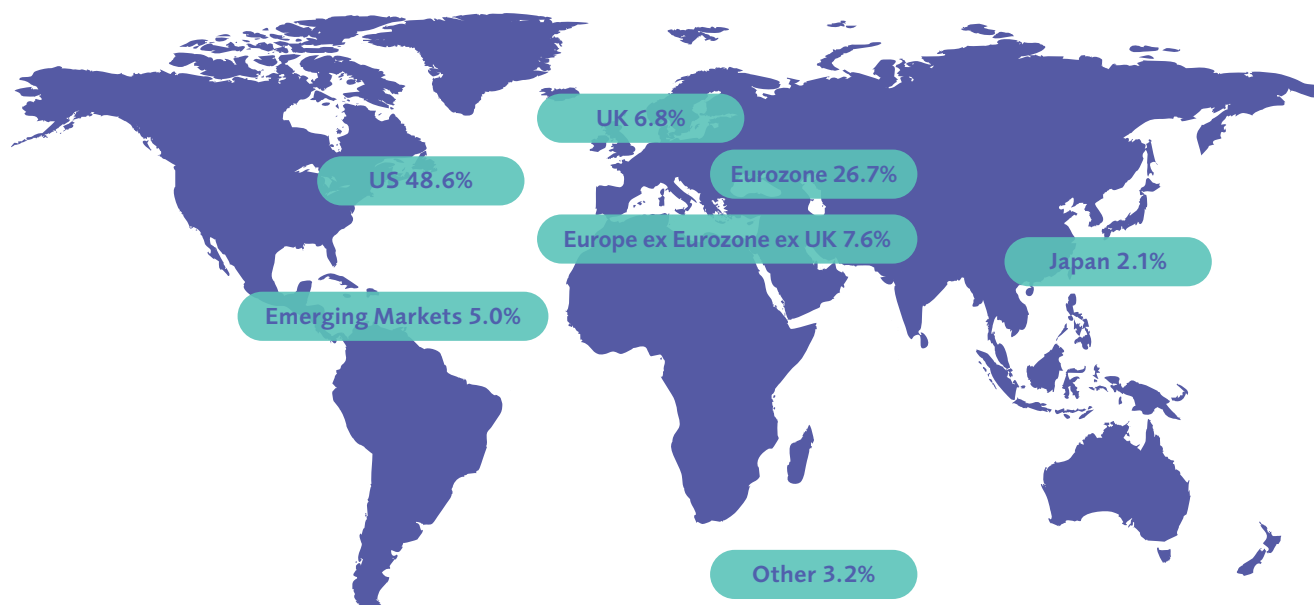 UK 6.8%
US 48.6%
Eurozone 26.7%
Europe ex Eurozone ex UK 7.6%
Japan 2.1%
Emerging Markets 5.0%
Other 3.2%